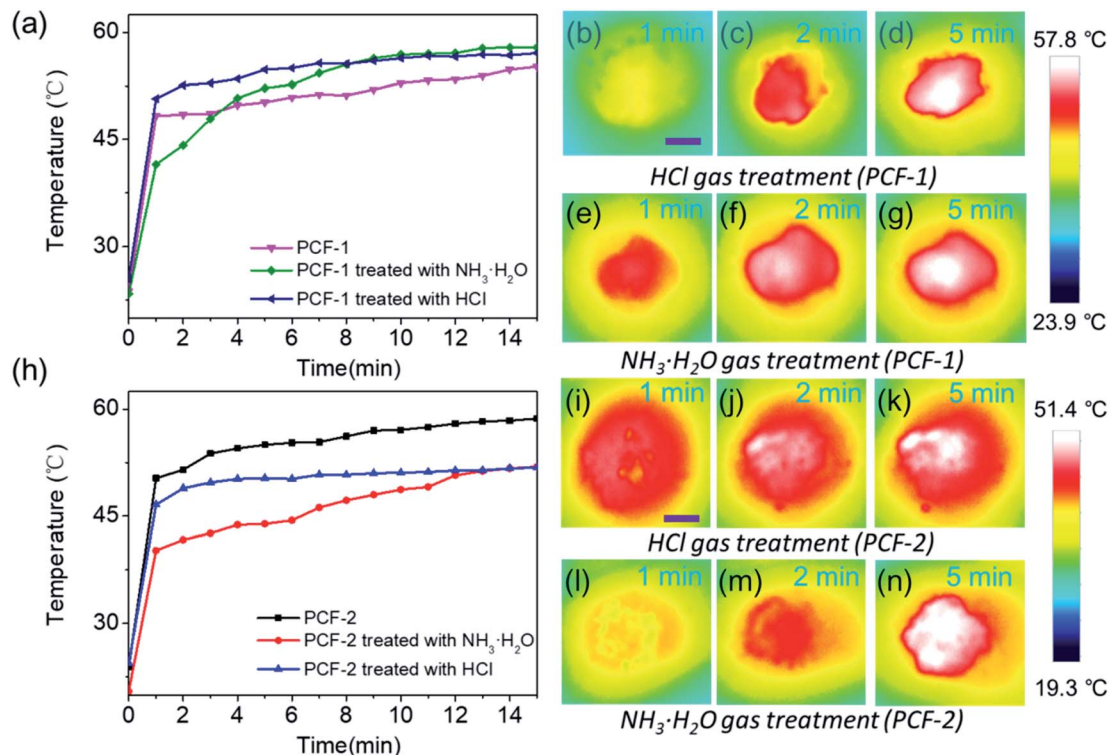 (a)
60
45
30
Temperature (℃)
PCF-1
PCF-1 treated with NH₃·H₂O
PCF-1 treated with HCl
0 2 4 6 8 10 12 14
Time(min)
(b) 1 min (c) 2 min (d) 5 min
HCl gas treatment (PCF-1)
(e) 1 min (f) 2 min (g) 5 min
NH₃·H₂O gas treatment (PCF-1)
57.8 ℃
23.9 ℃
(h)
60
45
30
Temperature (℃)
PCF-2
PCF-2 treated with NH₃·H₂O
PCF-2 treated with HCl
0 2 4 6 8 10 12 14
Time(min)
(i) 1 min (j) 2 min (k) 5 min
HCl gas treatment (PCF-2)
(l) 1 min (m) 2 min (n) 5 min
NH₃·H₂O gas treatment (PCF-2)
51.4 ℃
19.3 ℃